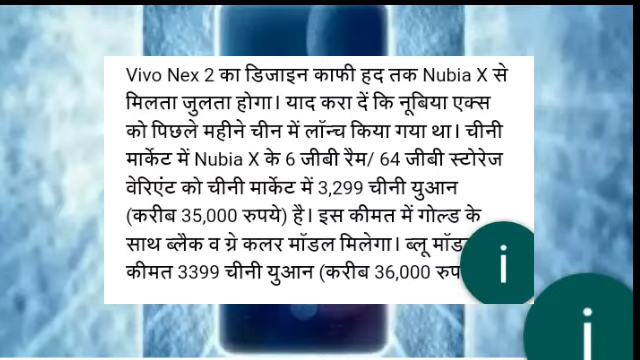 Vivo Nex 2 का डिजाइन काफी हद तक Nubia X से
मिलता जुलता होगा। याद करा दें कि नूबिया एक्स
को पिछले महीने चीन में लॉन्च किया गया था। चीनी
मार्केट में Nubia X के 6 जीबी रैम/ 64 जीबी स्टोरेज
वेरिएंट को चीनी मार्केट में 3,299 चीनी युआन
(करीब 35,000 रुपये) है। इस कीमत में गोल्ड के
साथ ब्लैक व ग्रे कलर मॉडल मिलेगा। ब्लू
कीमत 3399 चीनी युआन (करीब 36,000
i
i